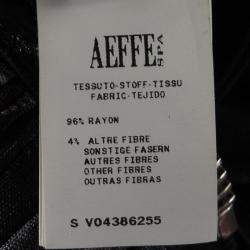 AEFFE SPA
TESSUTO-STOFF-TISSU
FABRIC-TEJIDO
96% RAYON
4% ALTRE FIBRE
SONSTIGE FASERN
AUTRES FIBRES
OTHER FIBRES
OUTRAS FIBRAS
S V04386255